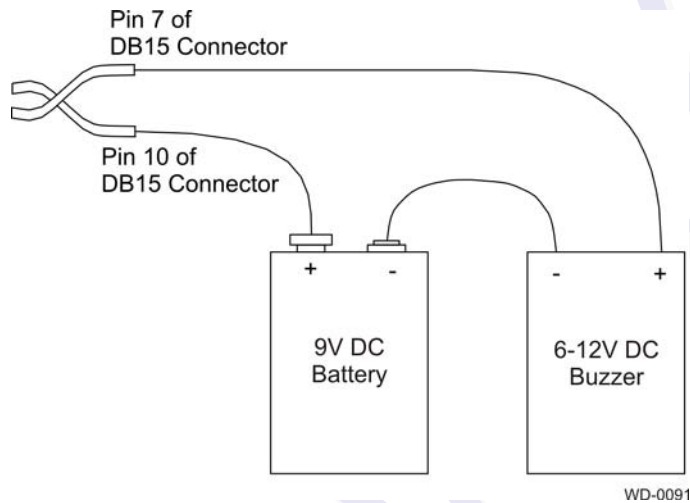 Pin 7 of
DB15 Connector
Pin 10 of
DB15 Connector
+ -
- +
9V DC
Battery
6-12V DC
Buzzer
WD-0091